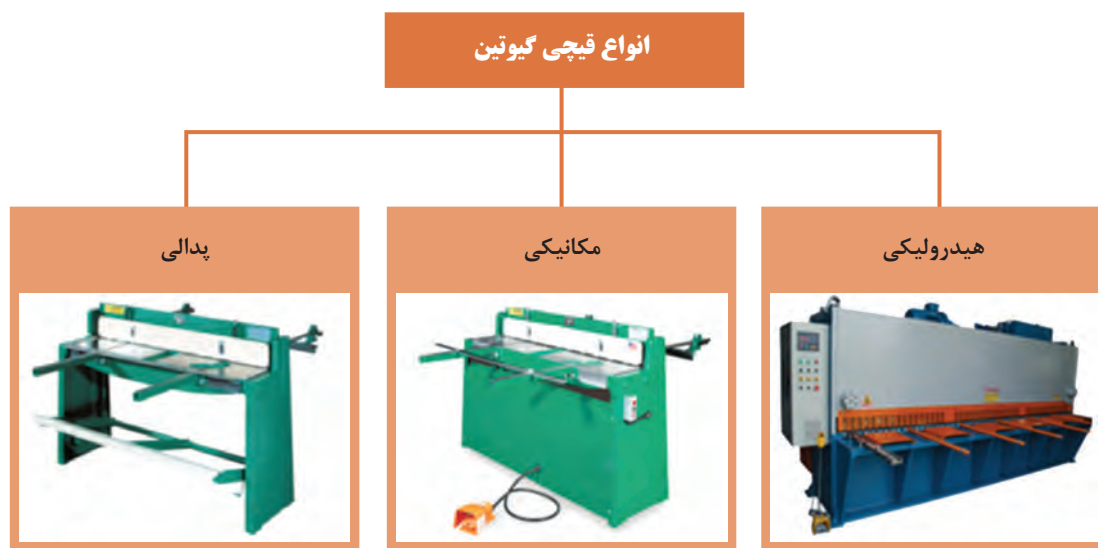 انواع قیچی گیوتین
هیدرولیکی
مکانیکی
پدالی